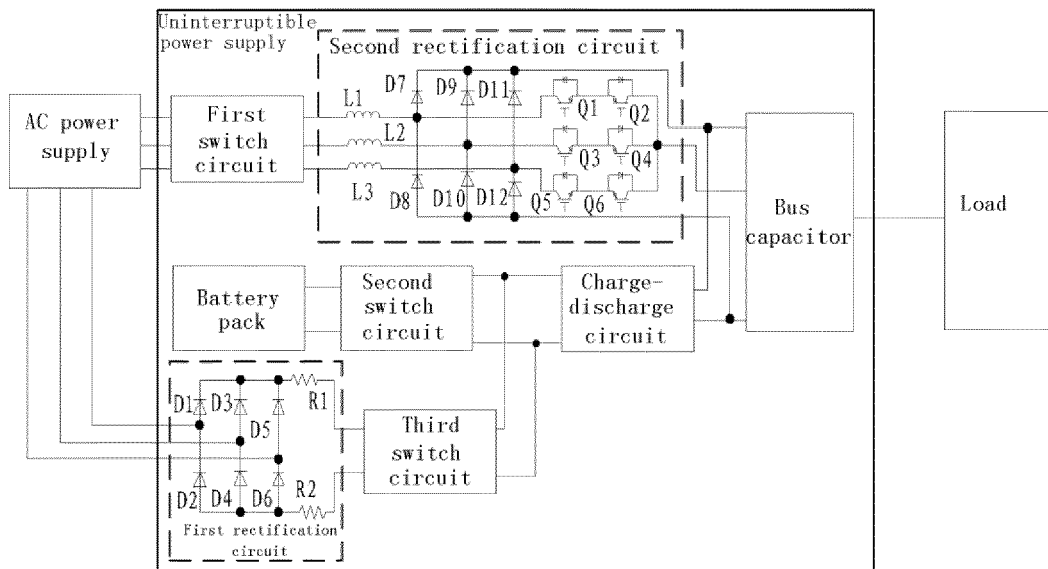 Uninterruptible
power supply
Second rectification circuit
D7
D9
D11
L1
Q1
Q2
AC power
supply
First
switch
circuit
L2
Q3
Q4
L3
D8
D10
D12
Q5
Q6
Bus
capacitor
Load
Battery
pack
Second
switch
circuit
Charge-
discharge
circuit
D1
D3
R1
D5
Third
switch
circuit
D2
D4
D6
R2
First rectification
circuit